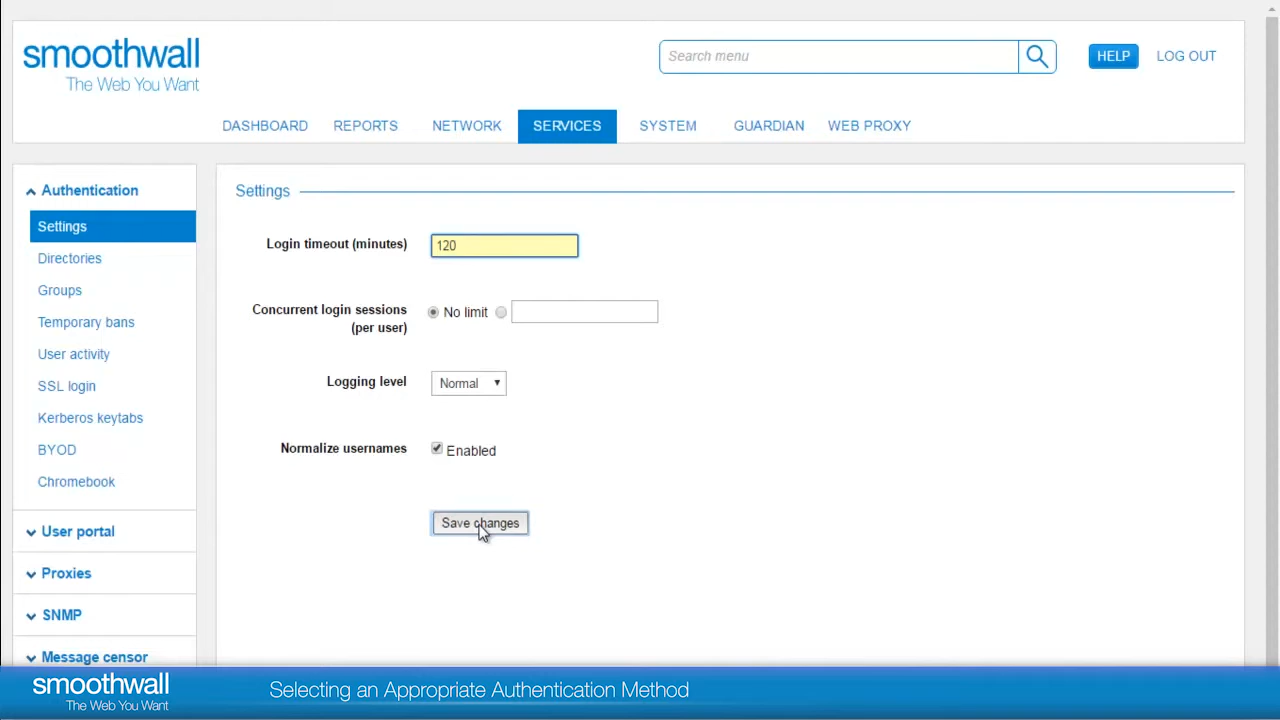 smoothwall
The Web You Want
Search menu
HELP
LOG OUT
DASHBOARD
REPORTS
NETWORK
SERVICES
SYSTEM
GUARDIAN
WEB PROXY
Authentication
Settings
Directories
Groups
Temporary bans
User activity
SSL login
Kerberos keytabs
BYOD
Chromebook
User portal
Proxies
SNMP
Message censor
Settings
Login timeout (minutes)
120
Concurrent login sessions
(per user)
No limit
Logging level
Normal
Normalize usernames
Enabled
Save changes
smoothwall
The Web You Want
Selecting an Appropriate Authentication Method